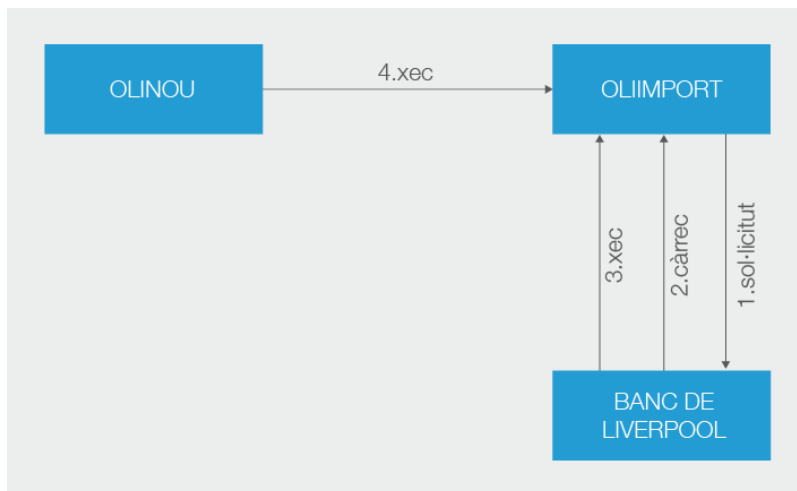 4.xec
OLINOU
OLIIMPORT
3.xec
2.càrrec
1.sol·licitut
BANC DE
LIVERPOOL